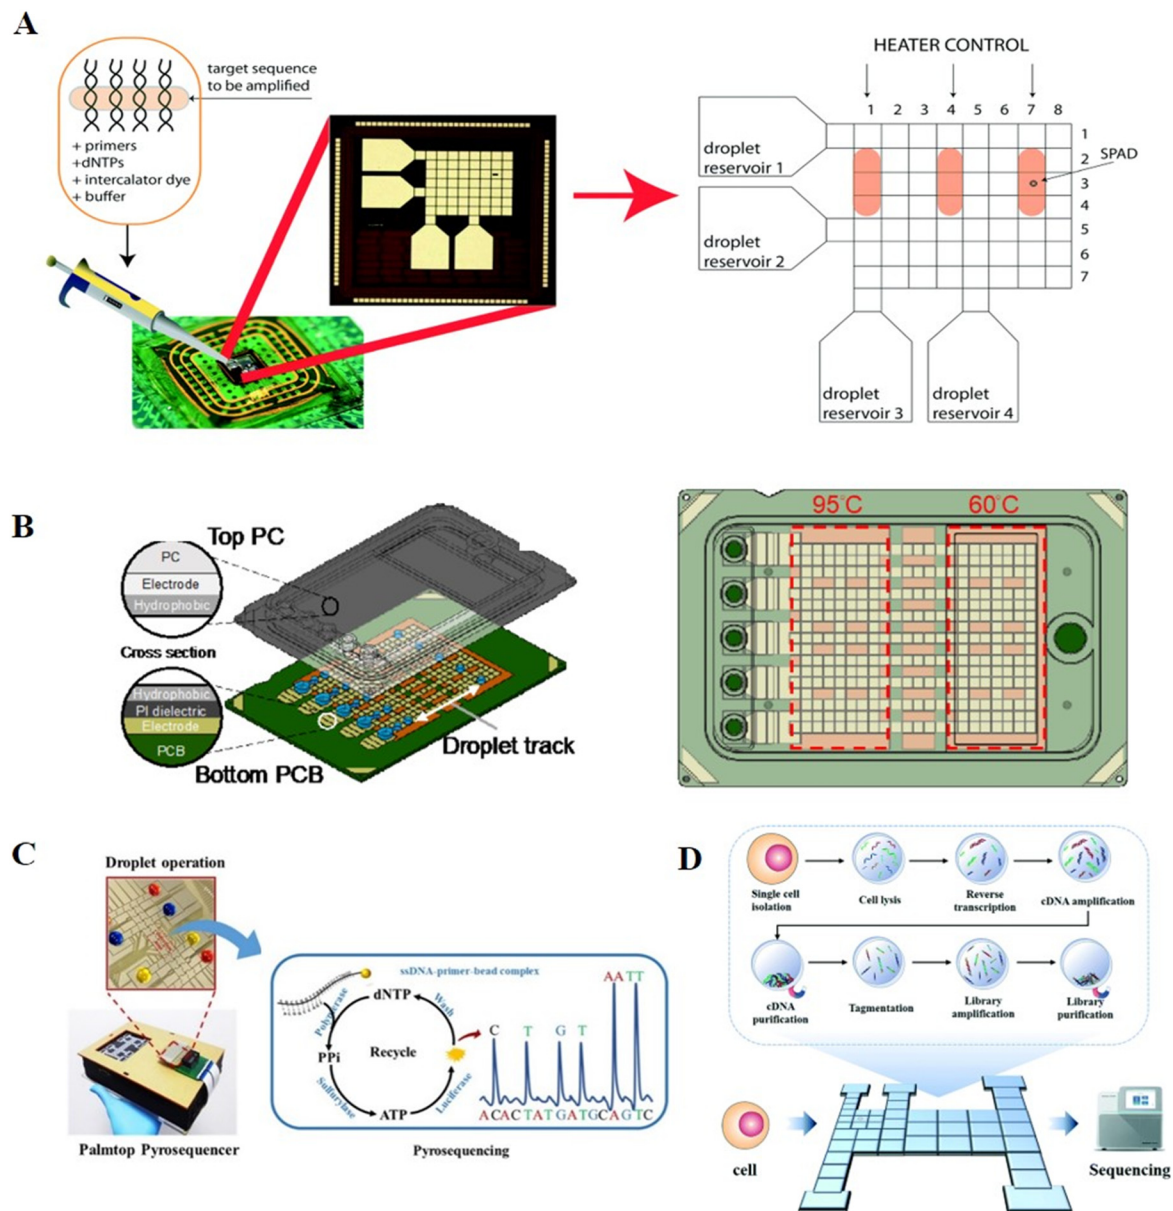 A
target sequence
to be amplified
+ primers
+dNTPs
+ intercalator dye
+ buffer
HEATER CONTROL
1 2 3 4 5 6 7 8
droplet
reservoir 1
droplet
reservoir 2
1
2
3
4
5
6
7
SPAD
droplet
reservoir 3
droplet
reservoir 4
B
Top PC
PC
Electrode
Hydrophobic
Cross section
Hydrophobic
PI dielectric
Electrode
PCB
Bottom PCB
Droplet track
95°C
60°C
C
Droplet operation
Palmtop Pyrosequencer
ssDNA-primer-bead complex
Polymerase
dNTP
Wash
PPi
Recycle
Sulfurylase
ATP
Luciferase
C T G T AA TT
ACACTATGATGCAGTC
Pyrosequencing
D
Single cell
isolation
Cell lysis
Reverse
transcription
cDNA amplification
cDNA
purification
Tagmentation
Library
amplification
Library
purification
cell
Sequencing